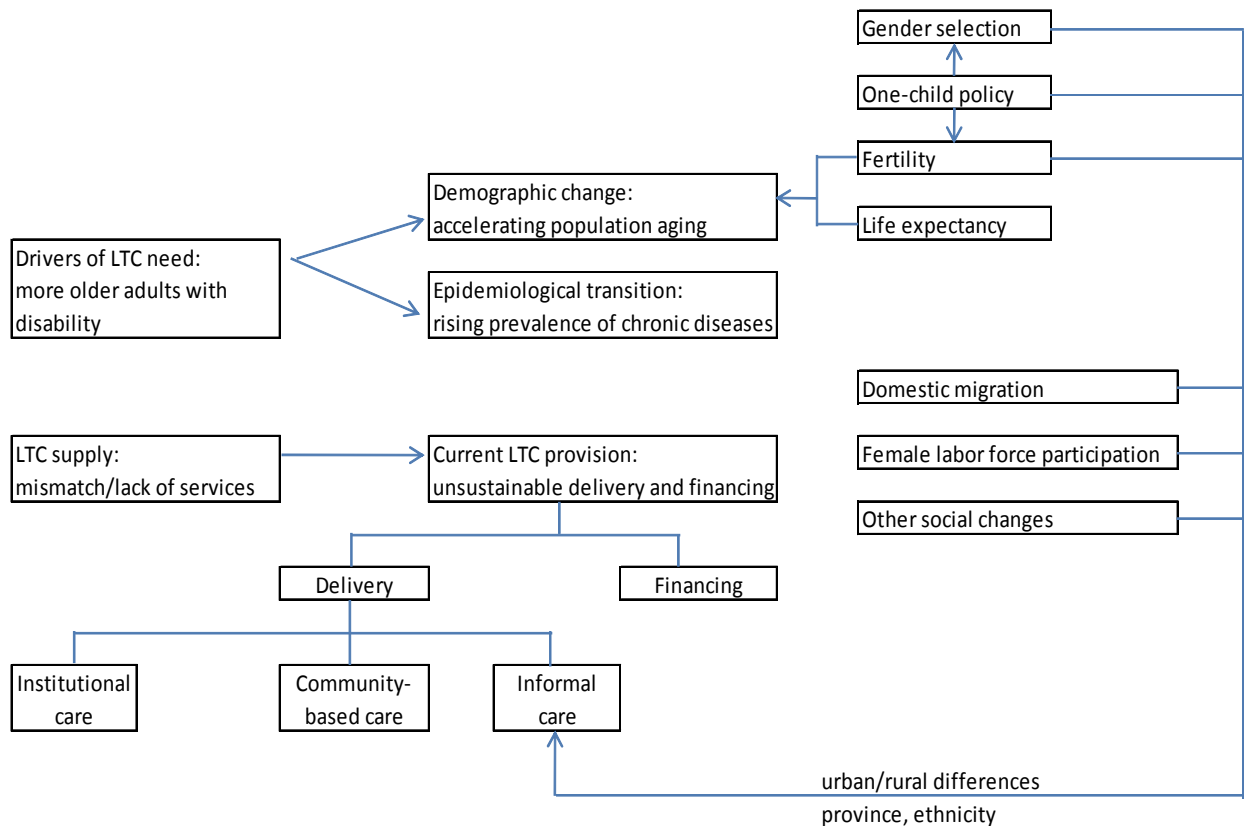 Gender selection
One-child policy
Fertility
Life expectancy
Demographic change:
accelerating population aging
Drivers of LTC need:
more older adults with
disability
Epidemiological transition:
rising prevalence of chronic diseases
Domestic migration
Female labor force participation
Other social changes
LTC supply:
mismatch/lack of services
Current LTC provision:
unsustainable delivery and financing
Delivery
Financing
Institutional
care
Community-
based care
Informal
care
urban/rural differences
province, ethnicity